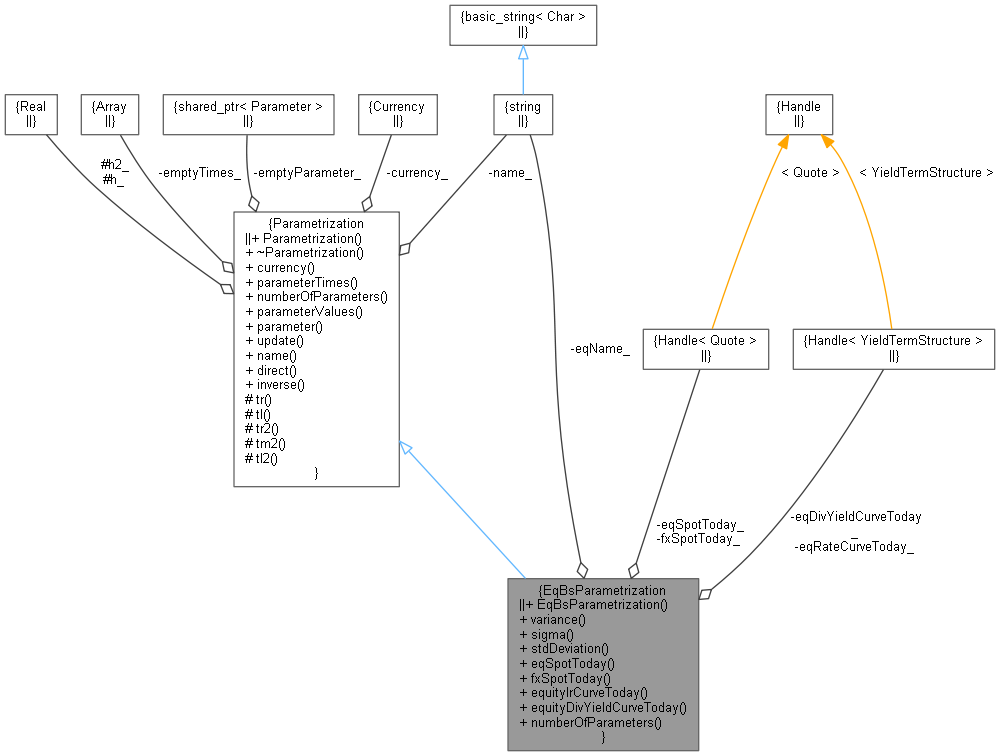 {basic_string< Char >
||}
{Real
||}
{Array
||}
{shared_ptr< Parameter >
||}
{Currency
||}
{string
||}
{Handle
||}
#h2_
#h_
-emptyTimes_
-emptyParameter_
-currency_
-name_
< Quote >
< YieldTermStructure >
{Parametrization
||+ Parametrization()
+ ~Parametrization()
+ currency()
+ parameterTimes()
+ numberOfParameters()
+ parameterValues()
+ parameter()
+ update()
+ name()
+ direct()
+ inverse()
# tr()
# tl()
# tr2()
# tm2()
# tl2()
}
-eqName_
{Handle< Quote >
||}
{Handle< YieldTermStructure >
||}
-eqSpotToday_
-fxSpotToday_
-eqDivYieldCurveToday
_
-eqRateCurveToday_
{EqBsParametrization
||+ EqBsParametrization()
+ variance()
+ sigma()
+ stdDeviation()
+ eqSpotToday()
+ fxSpotToday()
+ equityIrCurveToday()
+ equityDivYieldCurveToday()
+ numberOfParameters()
}